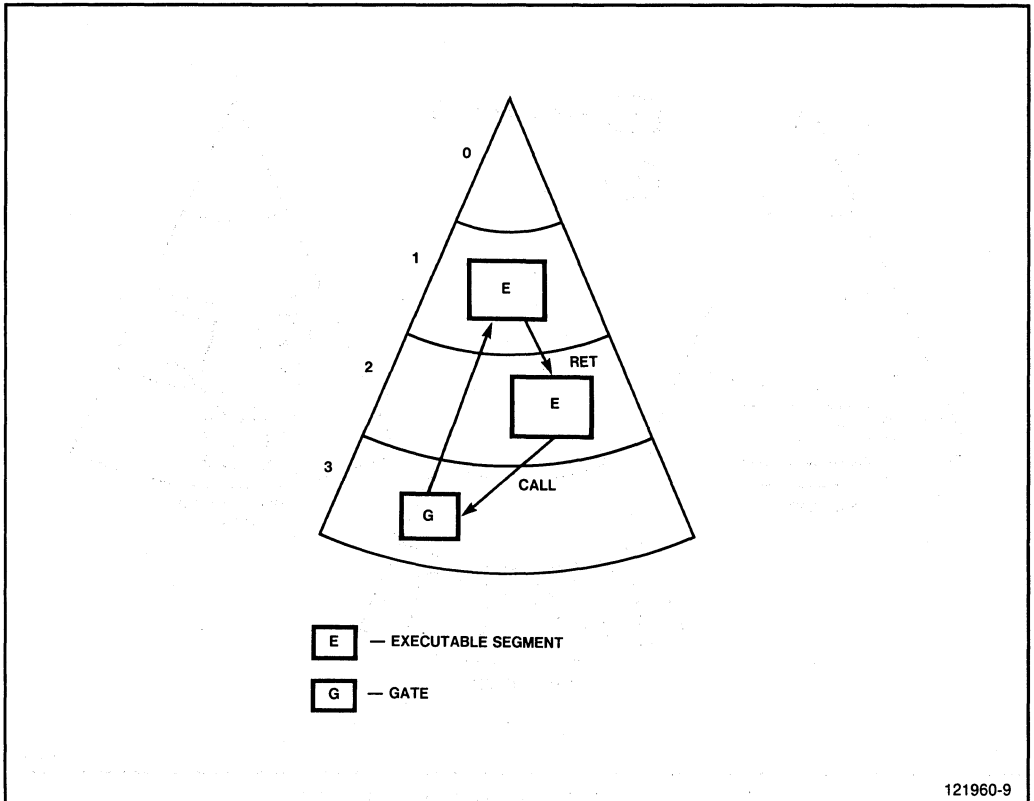 0
1
E
2
RET
E
3
CALL
G
E — EXECUTABLE SEGMENT
G — GATE
121960-9